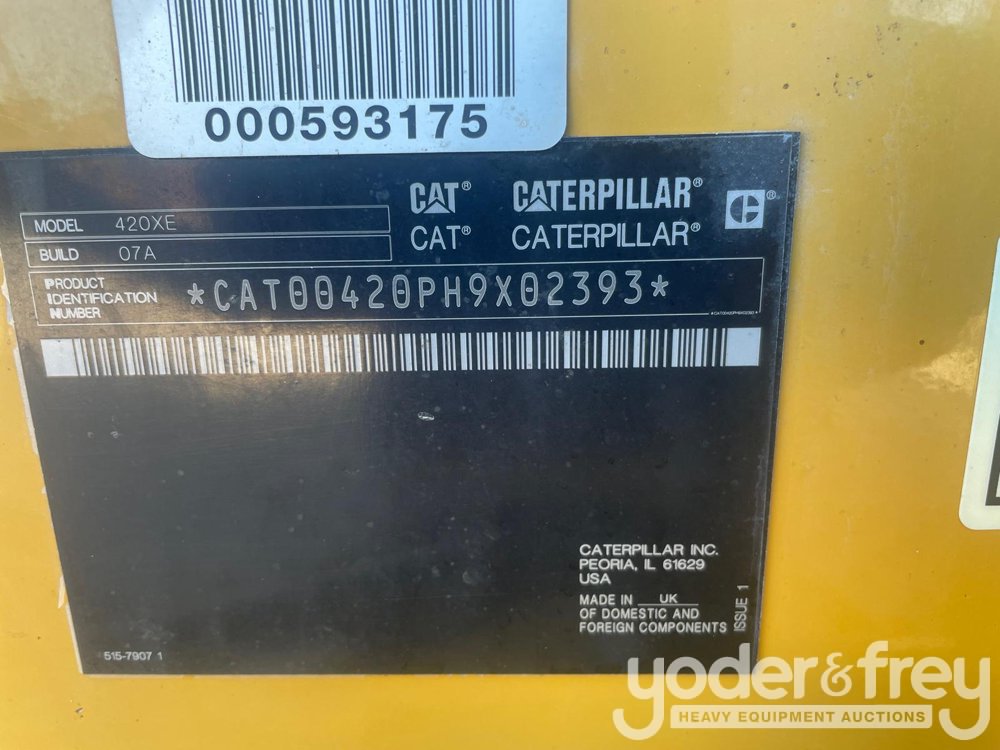 000593175
CAT® CATERPILLAR®
CAT® CATERPILLAR®
MODEL 420XE
BUILD 07A
PRODUCT
IDENTIFICATION
NUMBER
*CAT00420PH9X02393*
*CAT00420PH9X02393*
CATERPILLAR INC.
PEORIA, IL 61629
USA
MADE IN UK
OF DOMESTIC AND
FOREIGN COMPONENTS
ISSUE 1
515-7907 1
yoder&frey
HEAVY EQUIPMENT AUCTIONS